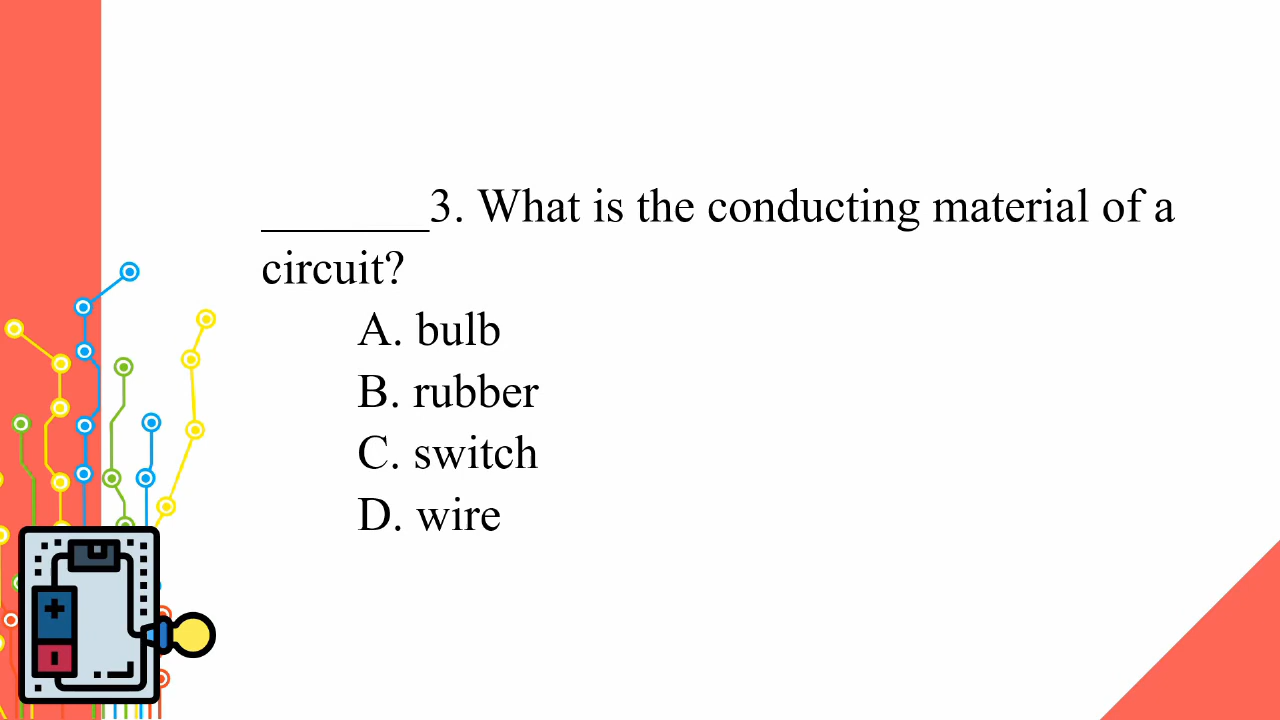 _______3. What is the conducting material of a
circuit?
A. bulb
B. rubber
C. switch
D. wire